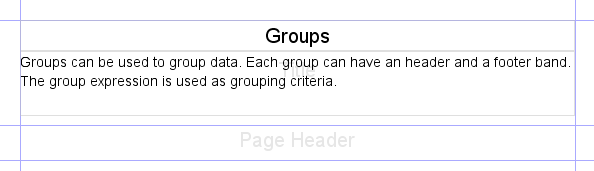 Groups
Groups can be used to group data. Each group can have an header and a footer band.
Title
The group expression is used as grouping criteria.
Page Header